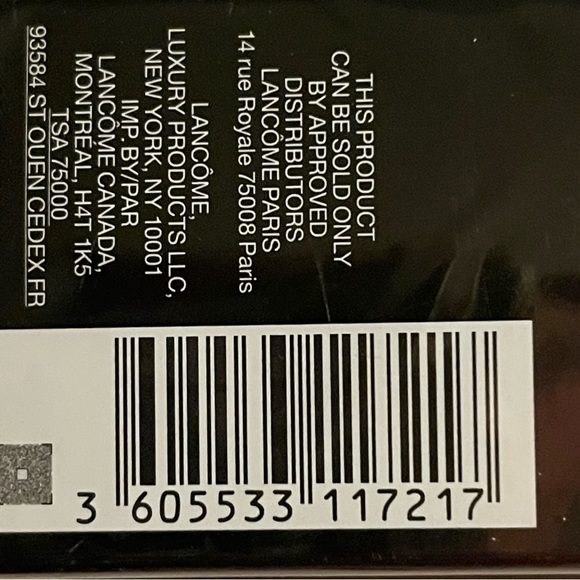 THIS PRODUCT
CAN BE SOLD ONLY
BY APPROVED
DISTRIBUTORS
LANCÔME PARIS
14 rue Royale 75008 Paris
LANCÔME,
LUXURY PRODUCTS LLC,
NEW YORK, NY 10001
IMP. BY/PAR
LANCÔME CANADA,
MONTRÉAL, H4T 1K5
TSA 75000
93584 ST OUEN CEDEX FR
3 605533 117217